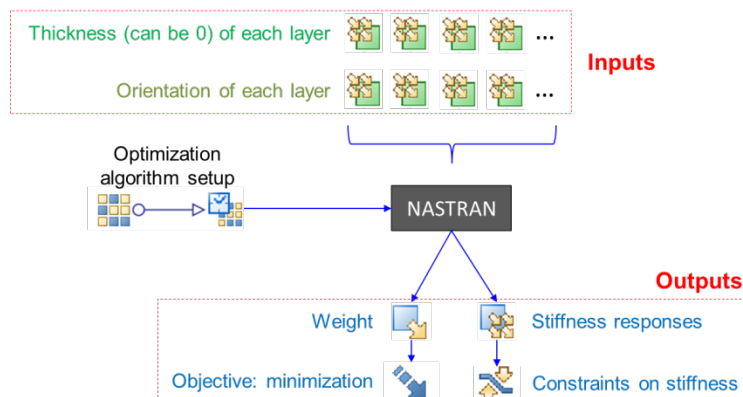 Thickness (can be 0) of each layer ...
Inputs
Orientation of each layer ...
Optimization
algorithm setup
NASTRAN
Outputs
Weight Stiffness responses
Objective: minimization Constraints on stiffness